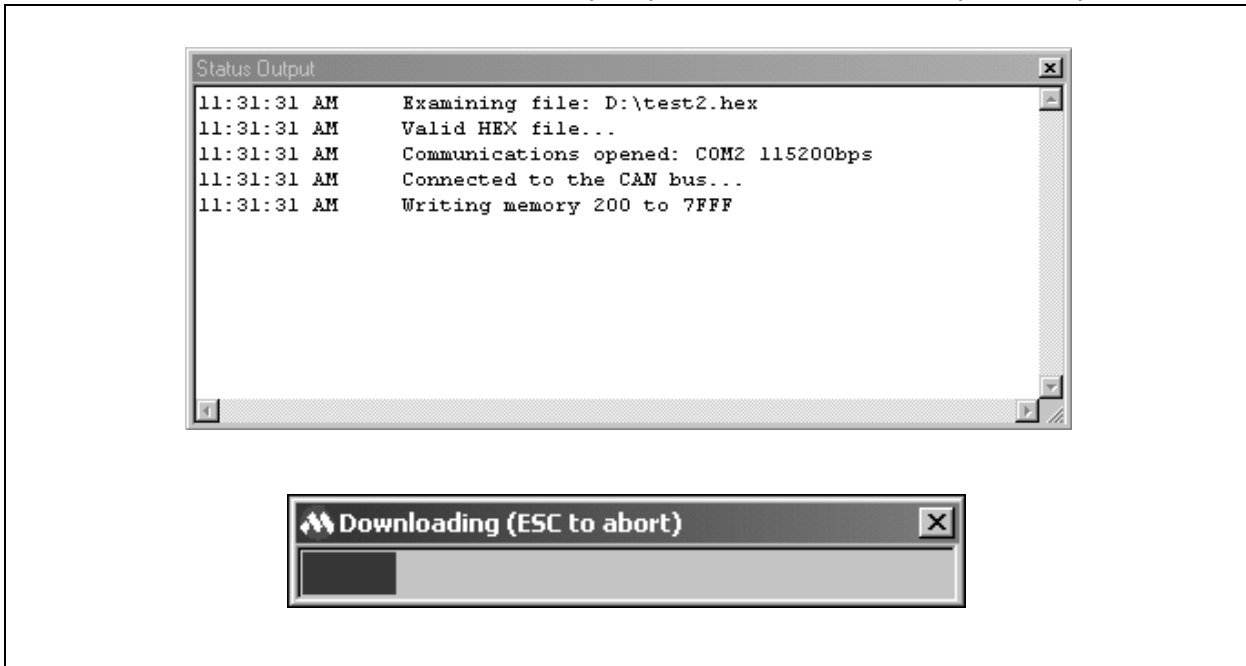 Status Output
11:31:31 AM Examining file: D:\test2.hex
11:31:31 AM Valid HEX file...
11:31:31 AM Communications opened: COM2 115200bps
11:31:31 AM Connected to the CAN bus...
11:31:31 AM Writing memory 200 to 7FFF
Downloading (ESC to abort)